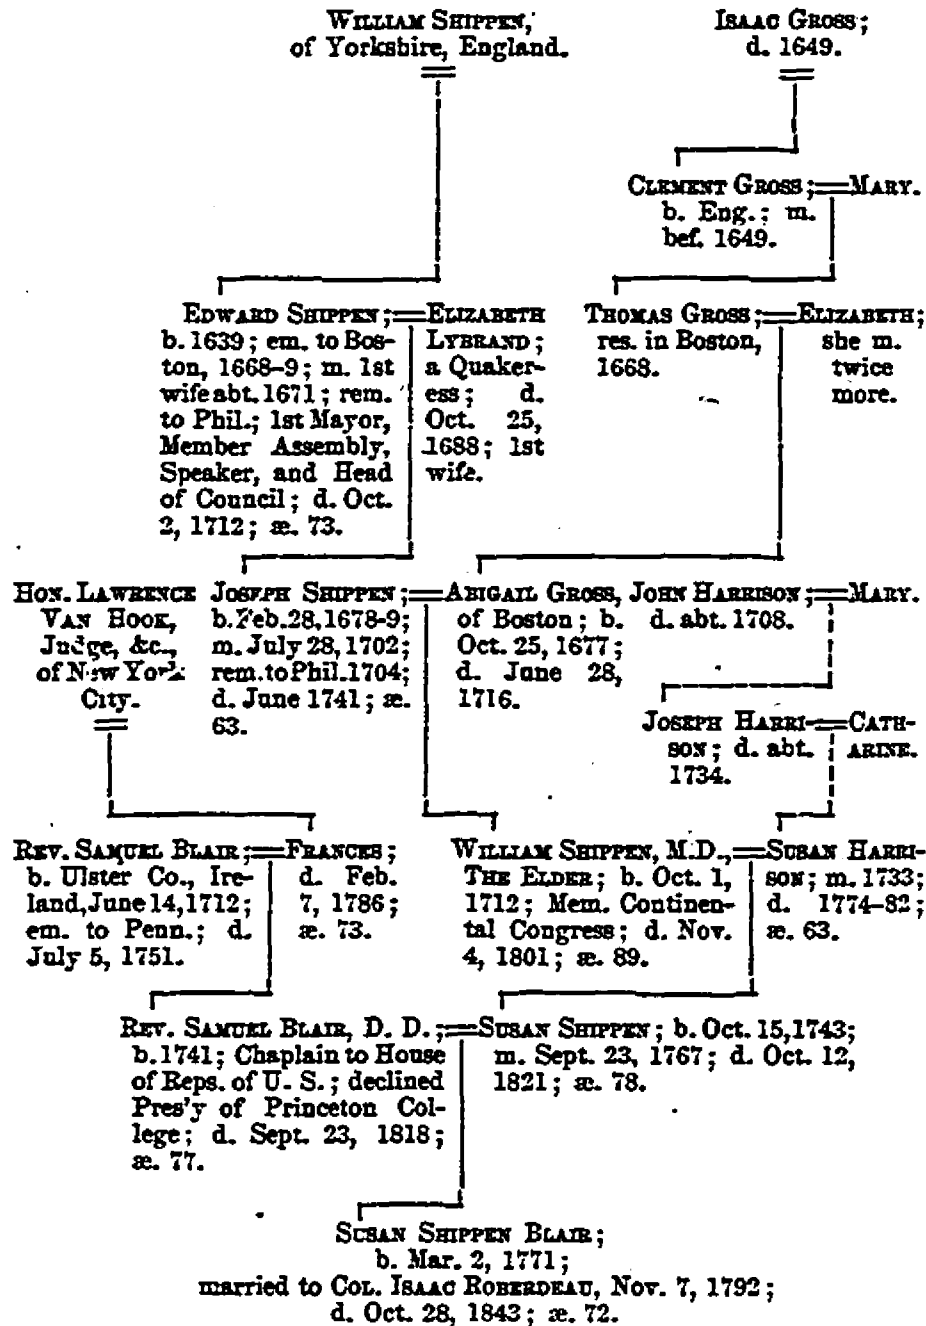 WILLIAM SHIPPEN,
of Yorkshire, England.
ISAAC GROSS;
d. 1649.
CLEMENT GROSS;
b. Eng.; m.
bef. 1649.
MARY.
EDWARD SHIPPEN;
b. 1639; em. to Bos-
ton, 1668-9; m. 1st
wife abt. 1671; rem.
to Phil.; 1st Mayor,
Member Assembly,
Speaker, and Head
of Council; d. Oct.
2, 1712; æ. 73.
ELIZABETH
LYBRAND;
a Quaker-
ess; d.
Oct. 25,
1688; 1st
wife.
THOMAS GROSS;
res. in Boston,
1668.
ELIZABETH;
she m.
twice
more.
HON. LAWRENCE
VAN HOOK,
Judge, &c.,
of New York
City.
JOSEPH SHIPPEN;
b. Feb. 28, 1678-9;
m. July 28, 1702;
rem. to Phil. 1704;
d. June 1741; æ.
63.
ABIGAIL GROSS,
of Boston; b.
Oct. 25, 1677;
d. June 28,
1716.
JOHN HARRISON;
d. abt. 1708.
MARY.
JOSEPH HARRI-
SON; d. abt.
1734.
CATH-
ARINE.
REV. SAMUEL BLAIR;
b. Ulster Co., Ire-
land, June 14, 1712;
em. to Penn.; d.
July 5, 1751.
FRANCES;
d. Feb.
7, 1786;
æ. 73.
WILLIAM SHIPPEN, M.D.,
THE ELDER; b. Oct. 1,
1712; Mem. Continen-
tal Congress; d. Nov.
4, 1801; æ. 89.
SUSAN HARRI-
SON; m. 1733;
d. 1774-82;
æ. 63.
REV. SAMUEL BLAIR, D. D.;
b. 1741; Chaplain to House
of Reps. of U. S.; declined
Pres'y of Princeton Col-
lege; d. Sept. 23, 1818;
æ. 77.
SUSAN SHIPPEN; b. Oct. 15, 1743;
m. Sept. 23, 1767; d. Oct. 12,
1821; æ. 78.
SUSAN SHIPPEN BLAIR;
b. Mar. 2, 1771;
married to COL. ISAAC ROBERDEAU, Nov. 7, 1792;
d. Oct. 28, 1843; æ. 72.